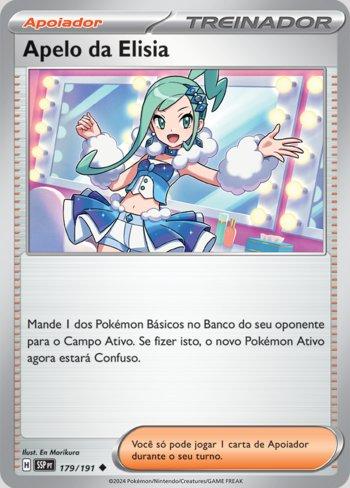 Apoiador
TREINADOR
Apelo da Elisia
Mande 1 dos Pokémon Básicos no Banco do seu oponente
para o Campo Ativo. Se fizer isto, o novo Pokémon Ativo
agora estará Confuso.
Ilust. En Morikura
H SSP PT 179/191
Você só pode jogar 1 carta de Apoiador
durante o seu turno.
©2024 Pokémon/Nintendo/Creatures/GAME FREAK